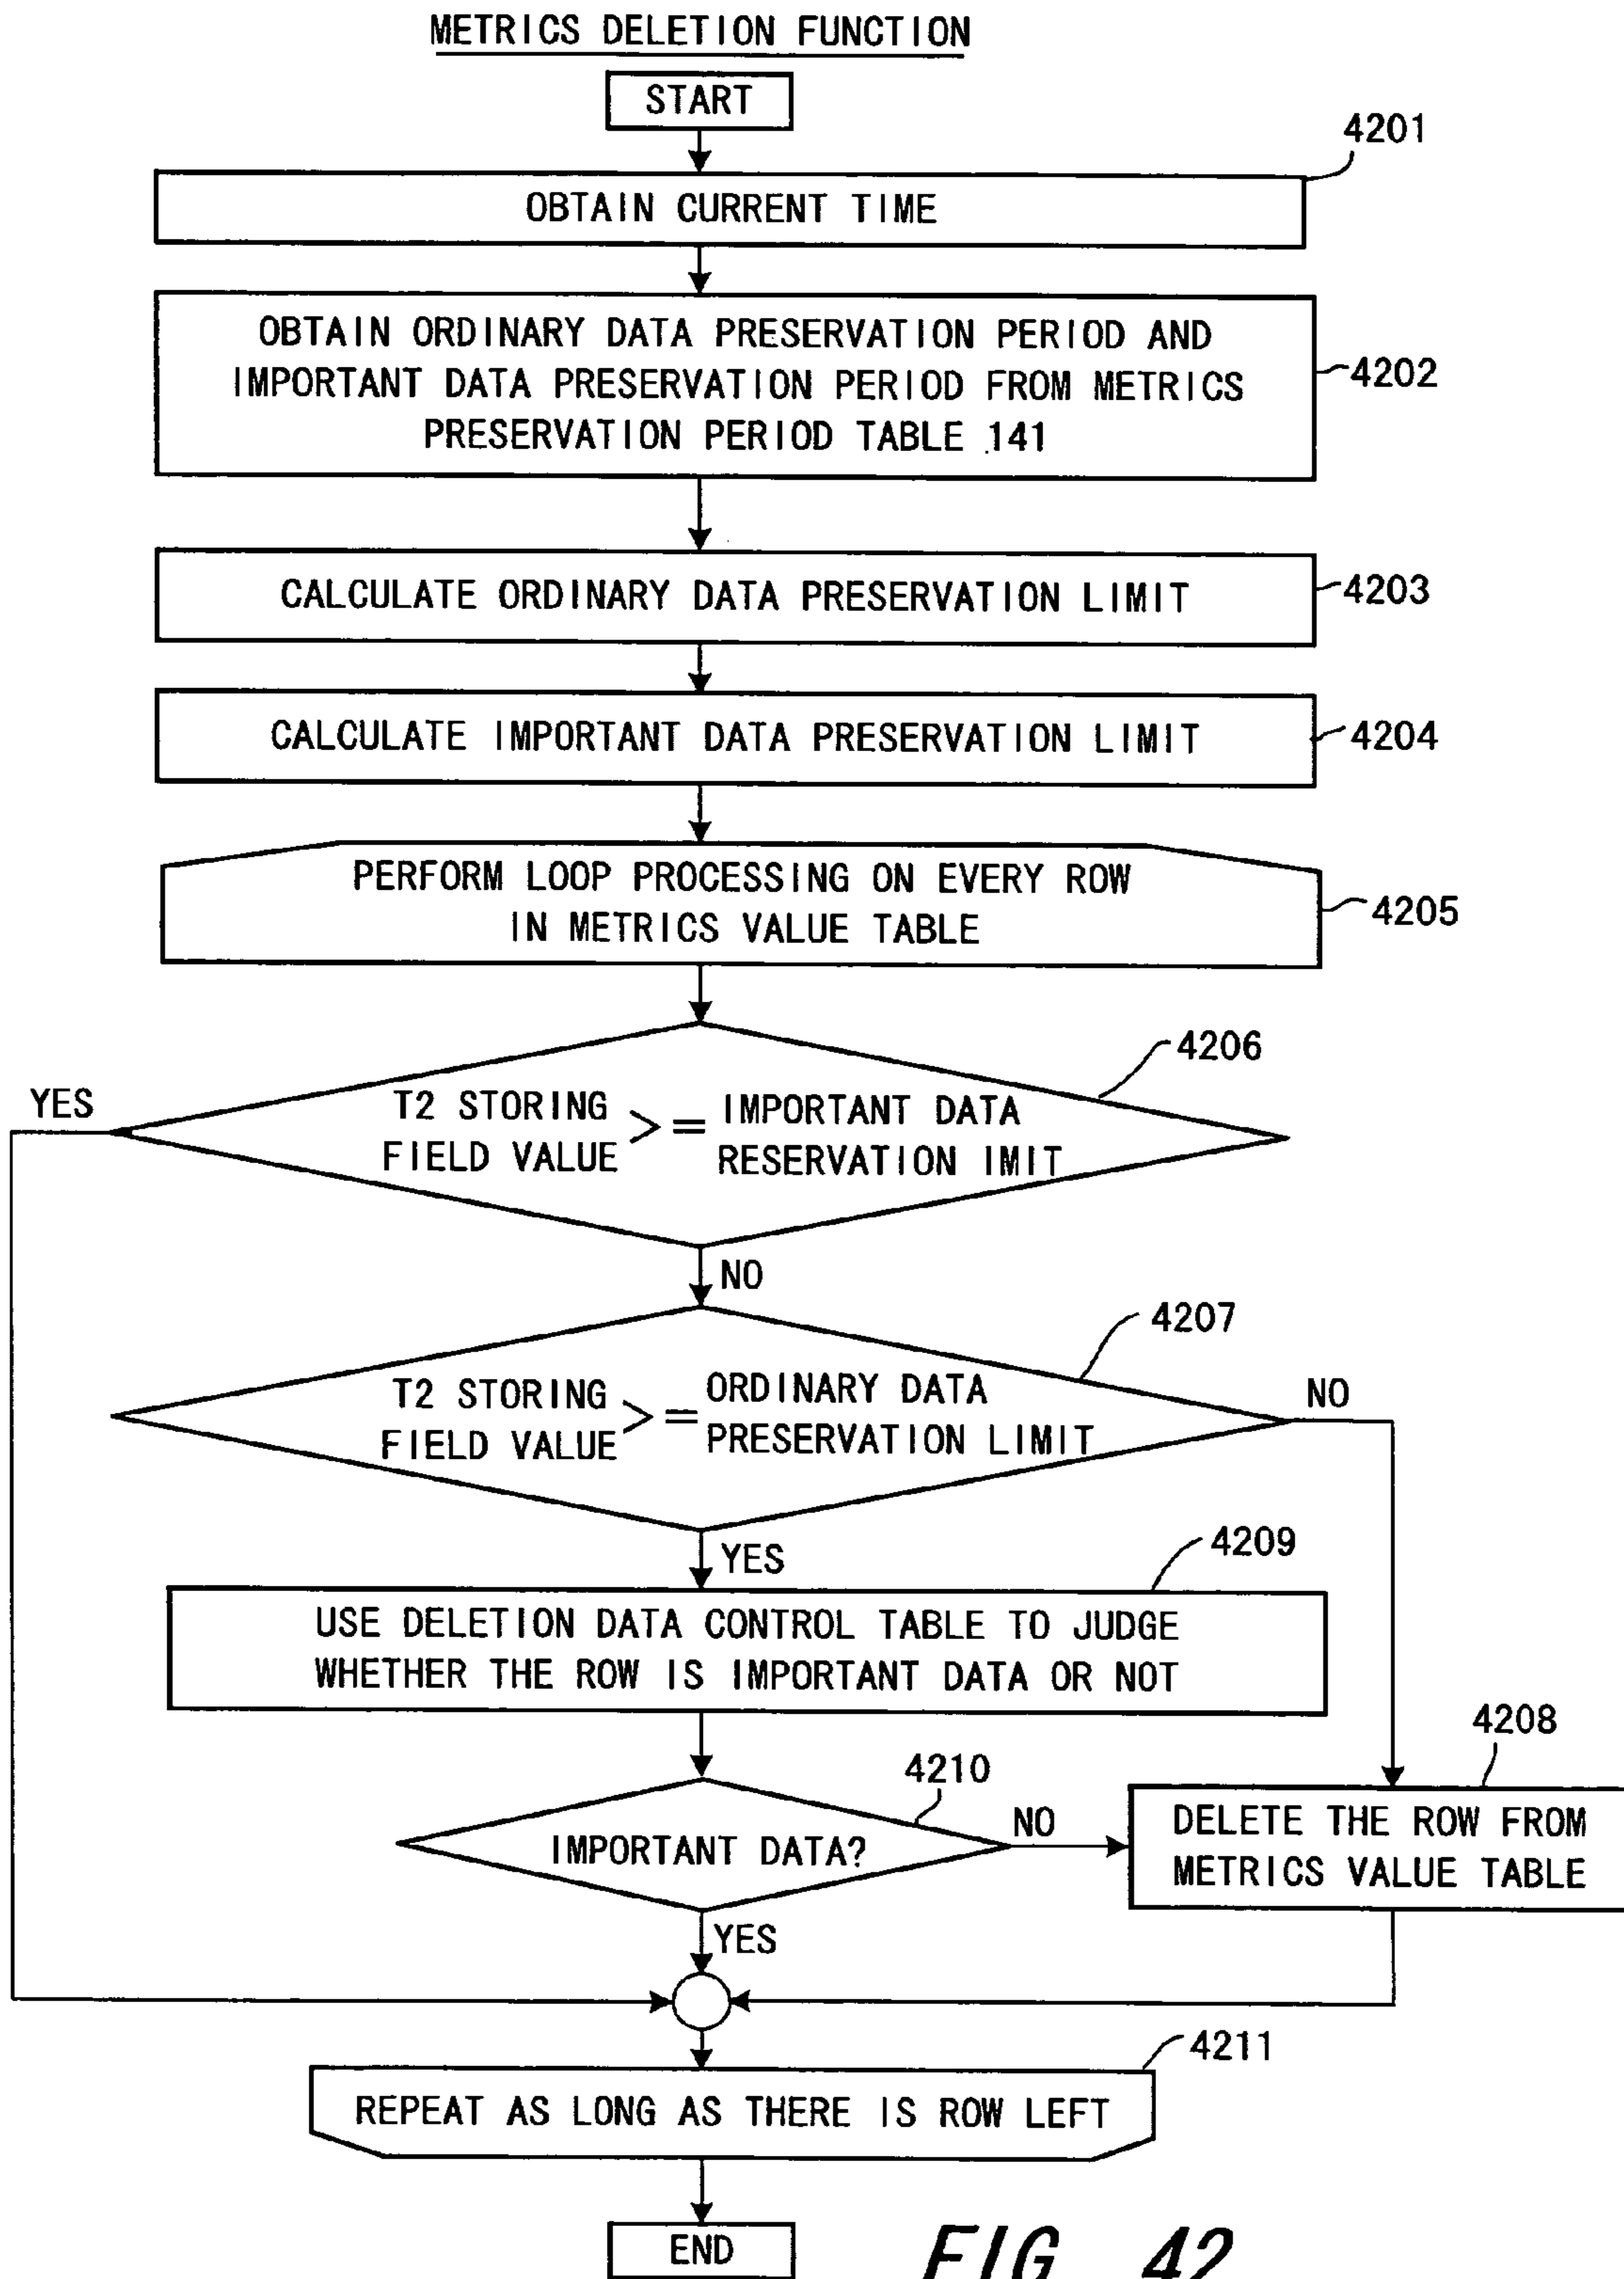 METRICS DELETION FUNCTION
START
4201
OBTAIN CURRENT TIME
OBTAIN ORDINARY DATA PRESERVATION PERIOD AND
IMPORTANT DATA PRESERVATION PERIOD FROM METRICS
PRESERVATION PERIOD TABLE 141
4202
CALCULATE ORDINARY DATA PRESERVATION LIMIT
4203
CALCULATE IMPORTANT DATA PRESERVATION LIMIT
4204
PERFORM LOOP PROCESSING ON EVERY ROW
IN METRICS VALUE TABLE
4205
4206
YES
T2 STORING
FIELD VALUE
>=
IMPORTANT DATA
RESERVATION IMIT
NO
4207
T2 STORING
FIELD VALUE
>=
ORDINARY DATA
PRESERVATION LIMIT
NO
YES
4209
USE DELETION DATA CONTROL TABLE TO JUDGE
WHETHER THE ROW IS IMPORTANT DATA OR NOT
4210
IMPORTANT DATA?
NO
4208
DELETE THE ROW FROM
METRICS VALUE TABLE
YES
4211
REPEAT AS LONG AS THERE IS ROW LEFT
END
FIG 42